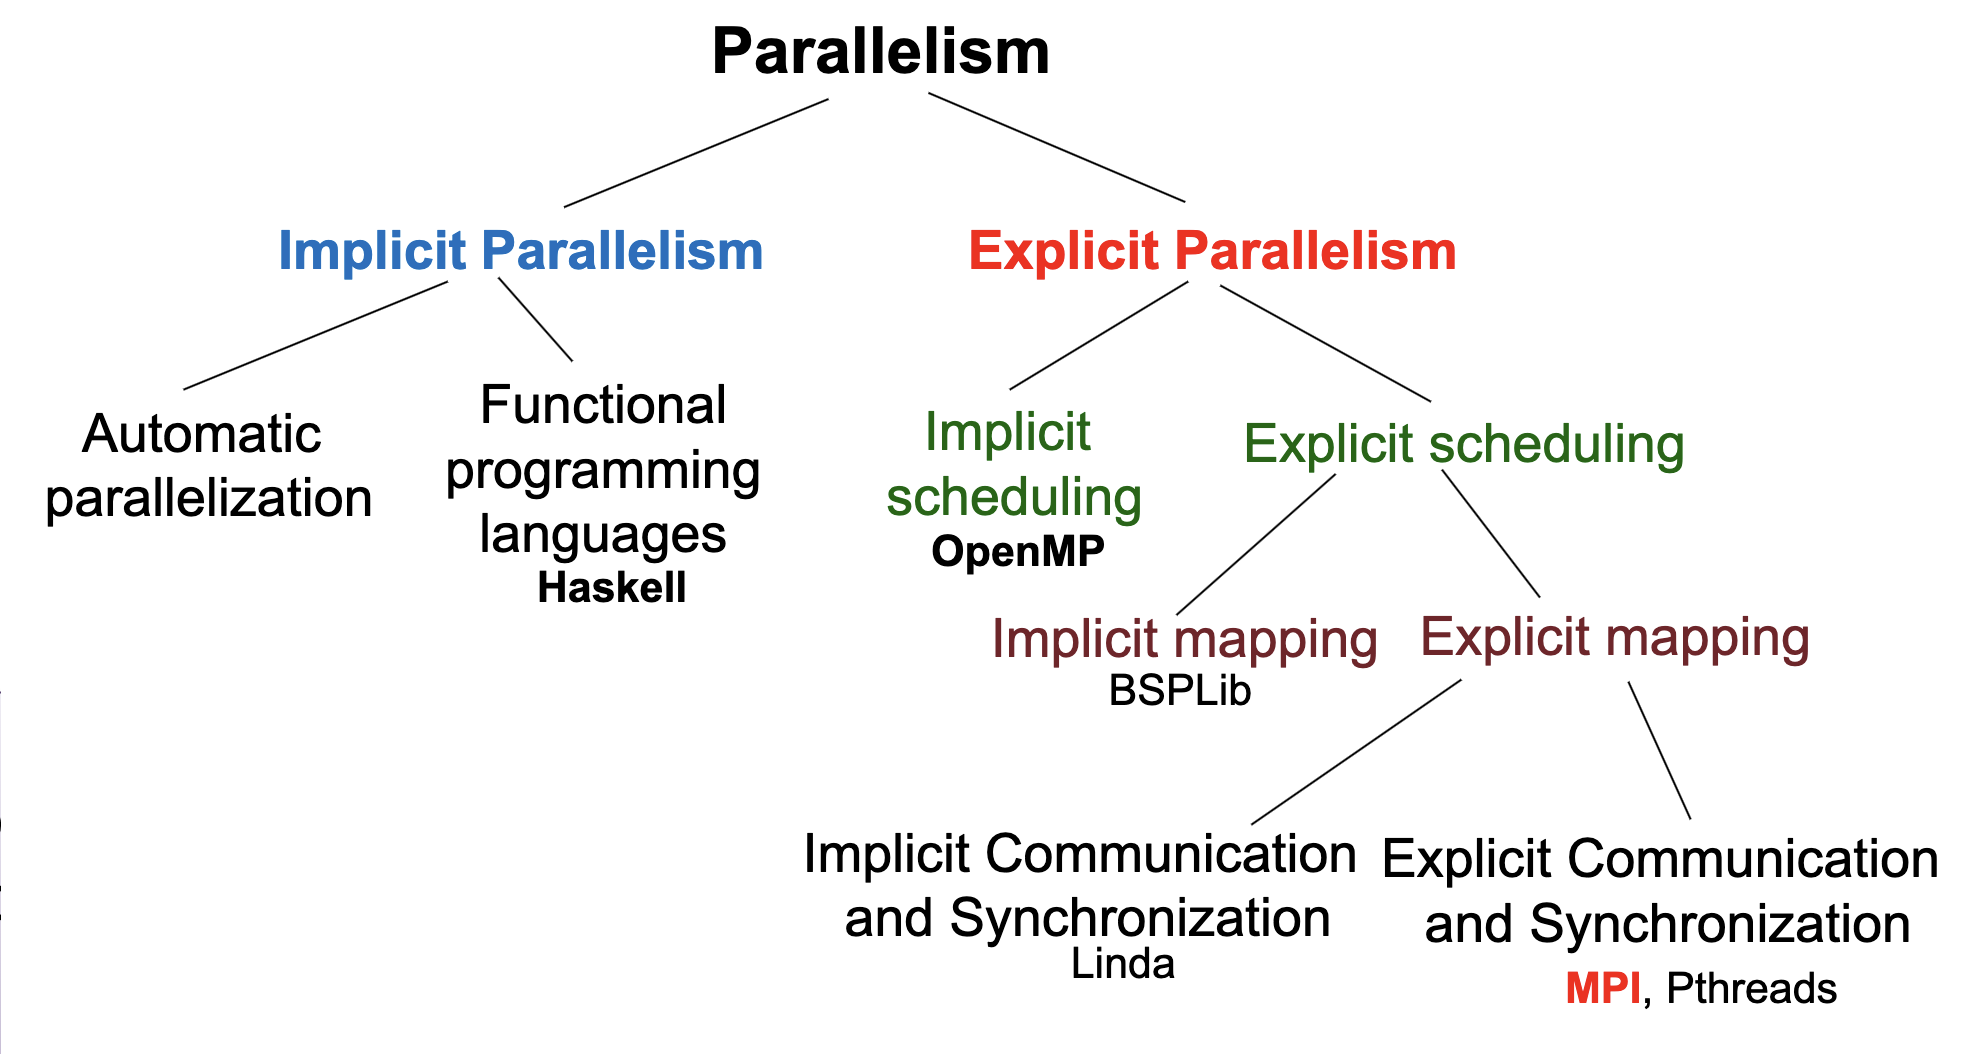 Parallelism
Implicit Parallelism
Explicit Parallelism
Automatic
parallelization
Functional
programming
languages
Haskell
Implicit
scheduling
OpenMP
Explicit scheduling
Implicit mapping
BSPLib
Explicit mapping
Implicit Communication
and Synchronization
Linda
Explicit Communication
and Synchronization
MPI, Pthreads